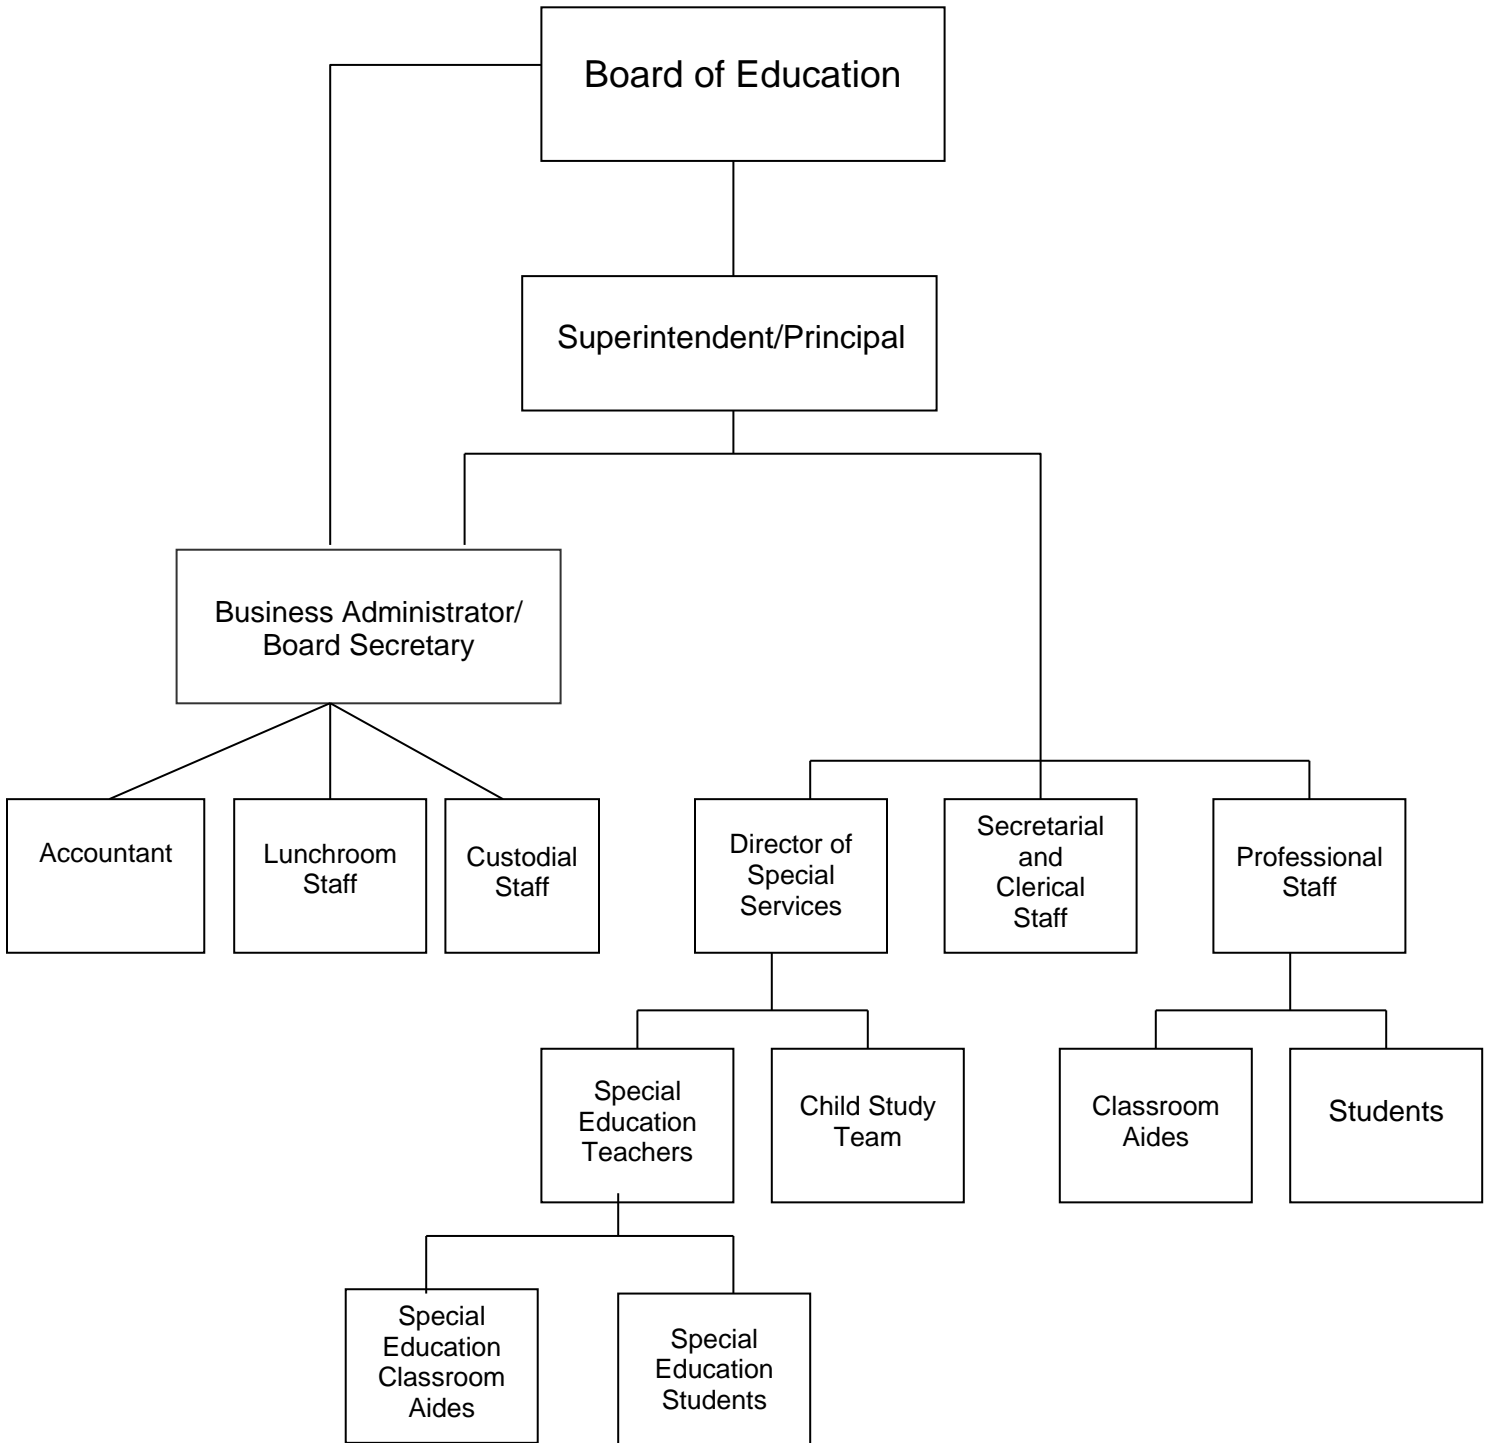 Board of Education
Superintendent/Principal
Business Administrator/
Board Secretary
Accountant
Lunchroom
Staff
Custodial
Staff
Director of
Special
Services
Secretarial
and
Clerical
Staff
Professional
Staff
Special
Education
Teachers
Child Study
Team
Classroom
Aides
Students
Special
Education
Classroom
Aides
Special
Education
Students